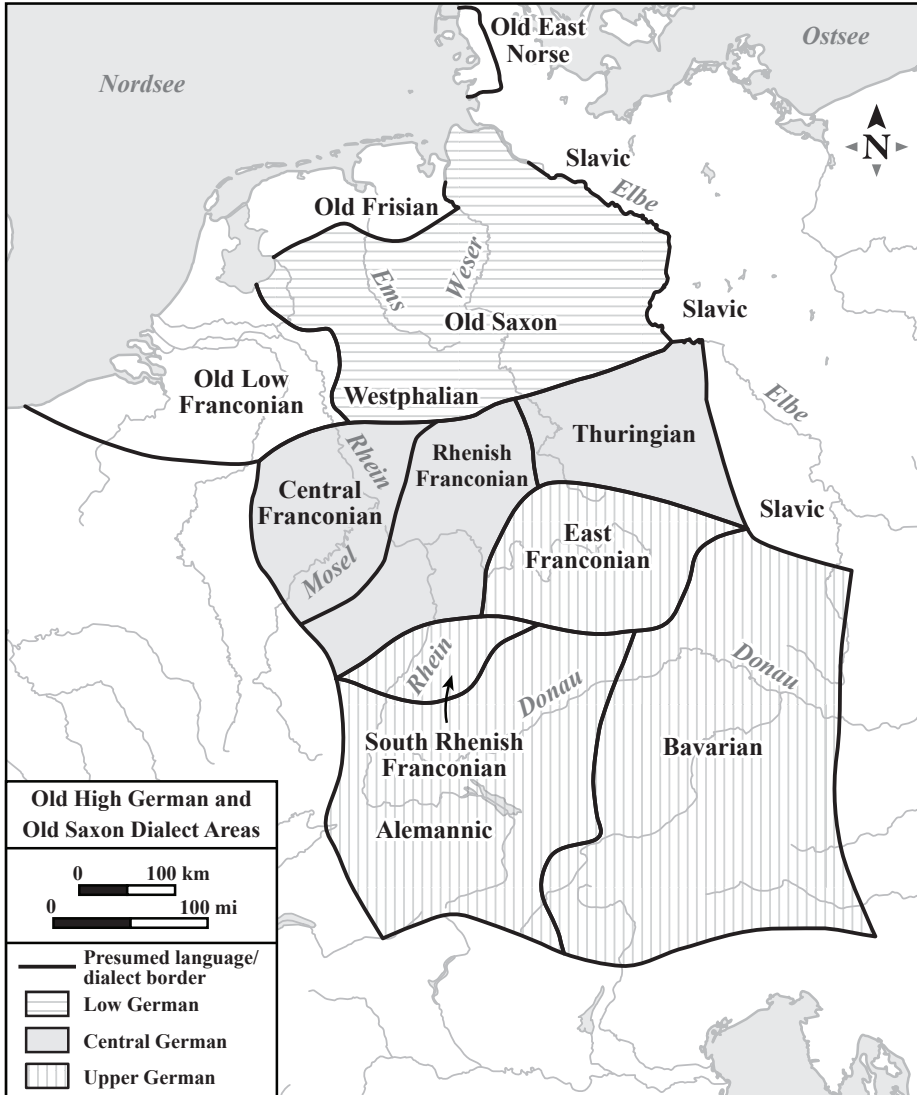 Old East
Norse
Ostsee
Nordsee
N
Slavic
Elbe
Old Frisian
Weser
Ems
Slavic
Old Saxon
Old Low
Franconian
Westphalian
Elbe
Thuringian
Rhein
Rhenish
Franconian
Central
Franconian
Slavic
East
Franconian
Mosel
Rhein
Donau
Donau
South Rhenish
Franconian
Bavarian
Alemannic
Old High German and
Old Saxon Dialect Areas
0 100 km
0 100 mi
Presumed language/
dialect border
Low German
Central German
Upper German